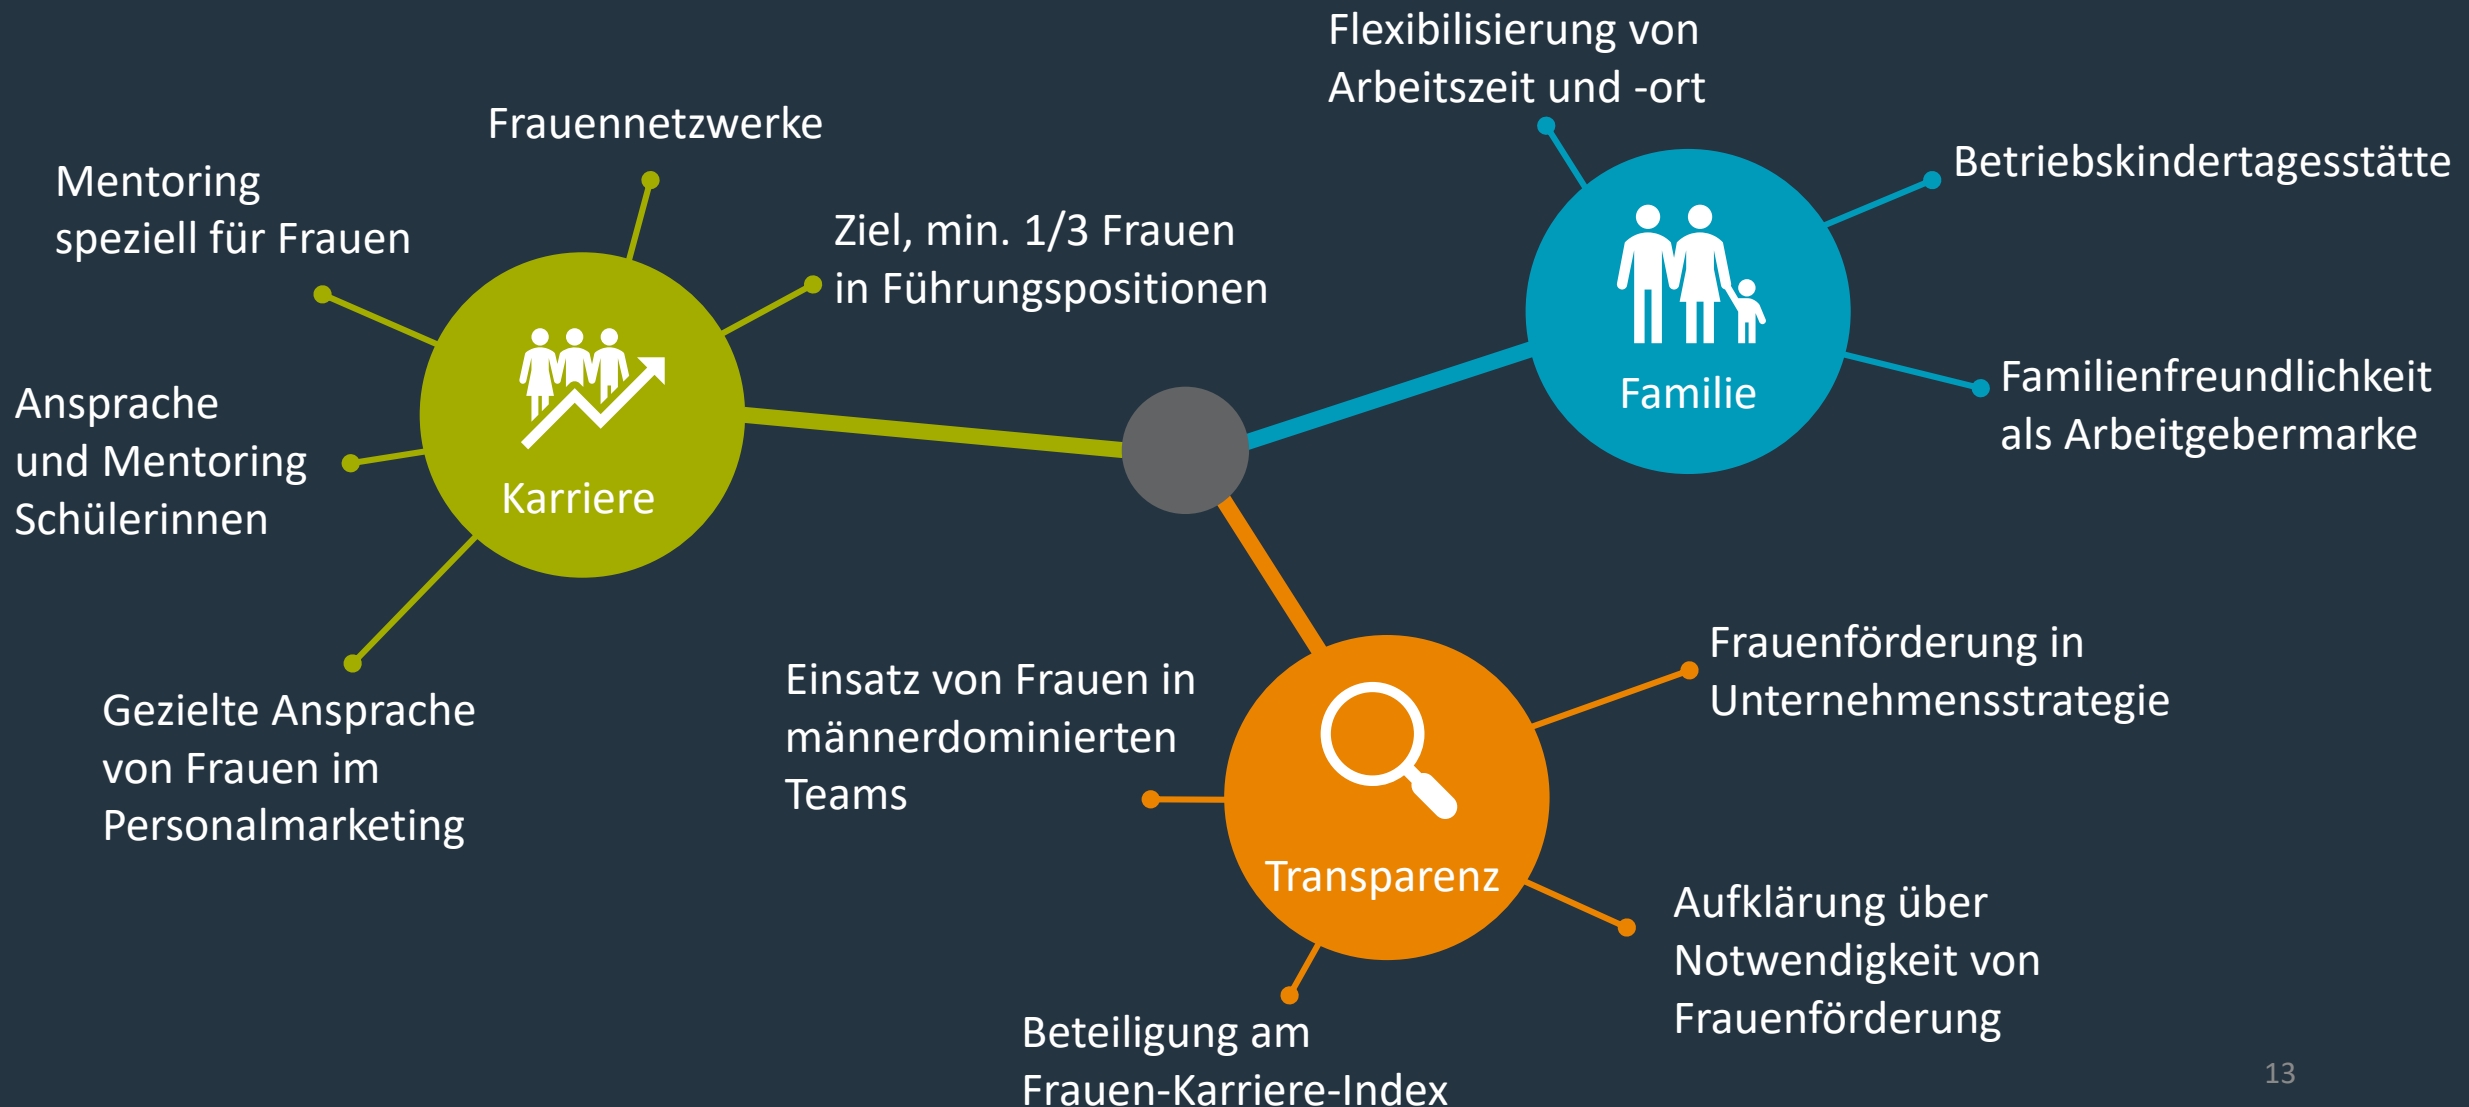 Frauennetzwerke
Mentoring
speziell für Frauen
Ziel, min. 1/3 Frauen
in Führungspositionen
Ansprache
und Mentoring
Schülerinnen
Karriere
Gezielte Ansprache
von Frauen im
Personalmarketing
Flexibilisierung von
Arbeitszeit und -ort
Betriebskindertagesstätte
Familie
Familienfreundlichkeit
als Arbeitgebermarke
Einsatz von Frauen in
männerdominierten
Teams
Frauenförderung in
Unternehmensstrategie
Transparenz
Aufklärung über
Notwendigkeit von
Frauenförderung
Beteiligung am
Frauen-Karriere-Index
13